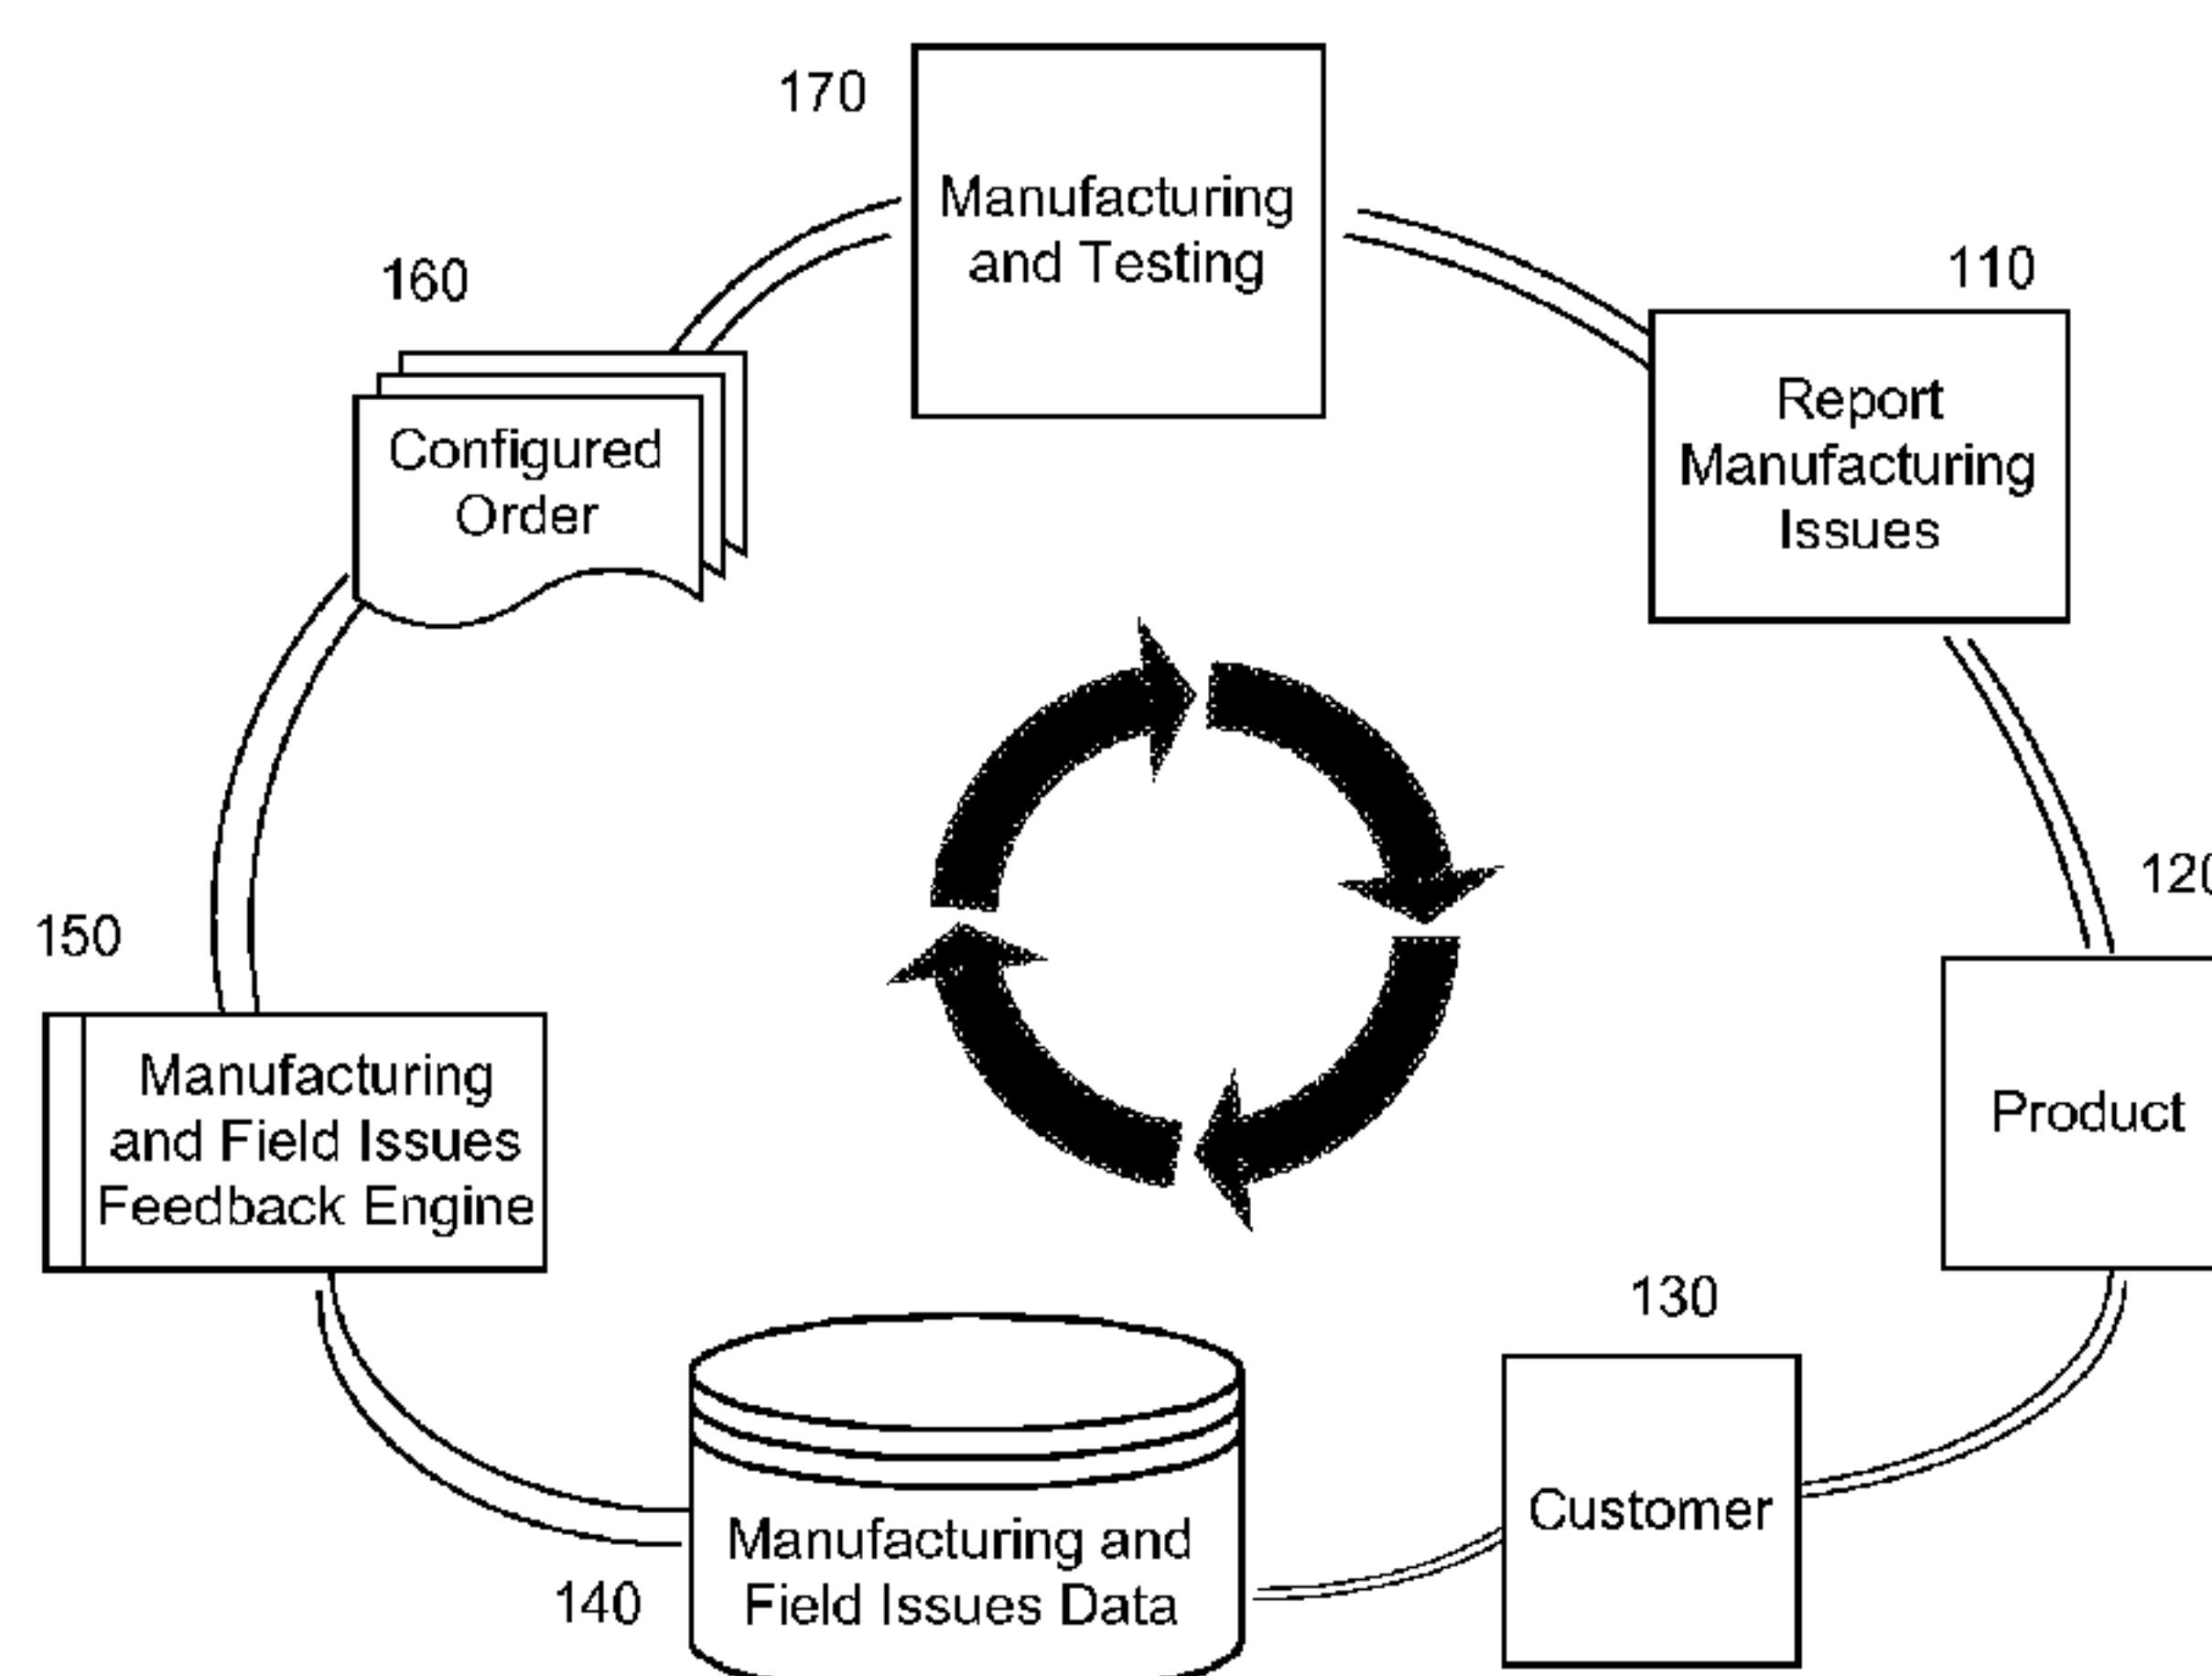 170
Manufacturing
and Testing
160
Configured
Order
110
Report
Manufacturing
Issues
120
Product
150
Manufacturing
and Field Issues
Feedback Engine
130
Customer
140
Manufacturing and
Field Issues Data